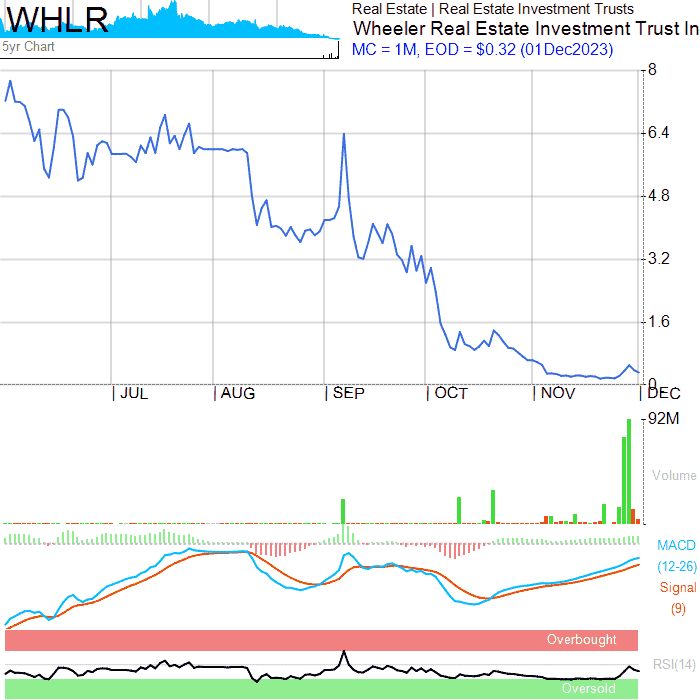 WHLR
5yr Chart
Real Estate | Real Estate Investment Trusts
Wheeler Real Estate Investment Trust In
MC = 1M, EOD = $0.32 (01Dec2023)
8
6.4
4.8
3.2
1.6
0
JUL
AUG
SEP
OCT
NOV
DEC
92M
Volume
MACD
(12-26)
Signal
(9)
Overbought
RSI(14)
Oversold